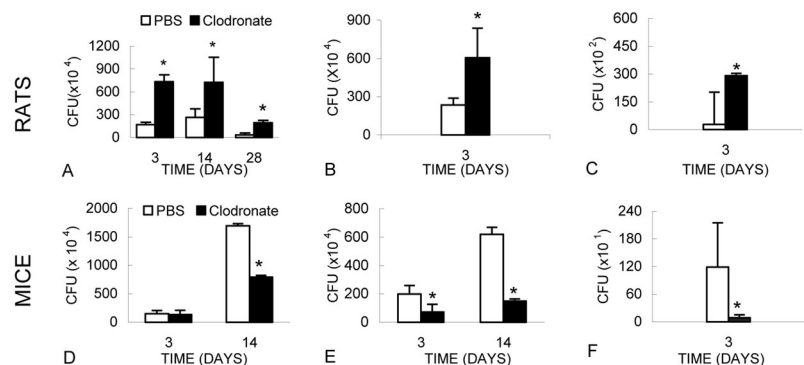 RATS
PBS Clodronate
CFU(x10⁴)
1200
900
600
300
0
* * *
3 14 28
A TIME (DAYS)
CFU (X10⁴)
900
600
300
0
*
3
B TIME (DAYS)
CFU (x10²)
600
450
300
150
0
*
3
C TIME (DAYS)
MICE
PBS Clodronate
CFU (x 10⁴)
2000
1500
1000
500
0
*
3 14
D TIME (DAYS)
CFU (x 10⁴)
800
600
400
200
0
* *
3 14
E TIME (DAYS)
CFU (x 10¹)
240
180
120
60
0
*
3
F TIME (DAYS)